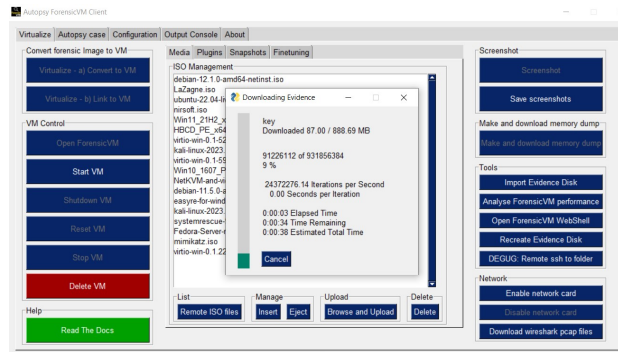 Autopsy ForensicVM Client
Virtualize Autopsy case Configuration Output Console About
Convert forensic Image to VM
Virtualize - a) Convert to VM
Virtualize - b) Link to VM
VM Control
Open ForensicVM
Start VM
Shutdown VM
Reset VM
Stop VM
Delete VM
Help
Read The Docs
Media Plugins Snapshots Finetuning
ISO Management
debian-12.1.0-amd64-netinst.iso
LaZagne.iso
ubuntu-22.04-li
nirsoft.iso
Win11_21H2_x
HBCD_PE_x64
virtio-win-0.1-52
kali-linux-2023.
virtio-win-0.1-59
Win10_1607_P
NetKVM-and-vi
debian-11.5.0-a
easyre-for-wind
kali-linux-2023.
systemrescue-
Fedora-Server-
mimikatz.iso
virtio-win-0.1.22
Downloading Evidence
key
Downloaded 87.00 / 888.69 MB
91226112 of 931856384
9 %
24372276.14 Iterations per Second
0.00 Seconds per Iteration
0:00:03 Elapsed Time
0:00:34 Time Remaining
0:00:38 Estimated Total Time
Cancel
List
Remote ISO files
Manage
Insert Eject
Upload
Browse and Upload
Delete
Delete
Screenshot
Screenshot
Save screenshots
Make and download memory dump
Make and download memory dump
Tools
Import Evidence Disk
Analyse ForensicVM performance
Open ForensicVM WebShell
Recreate Evidence Disk
DEGUG: Remote ssh to folder
Network
Enable network card
Disable network card
Download wireshark pcap files